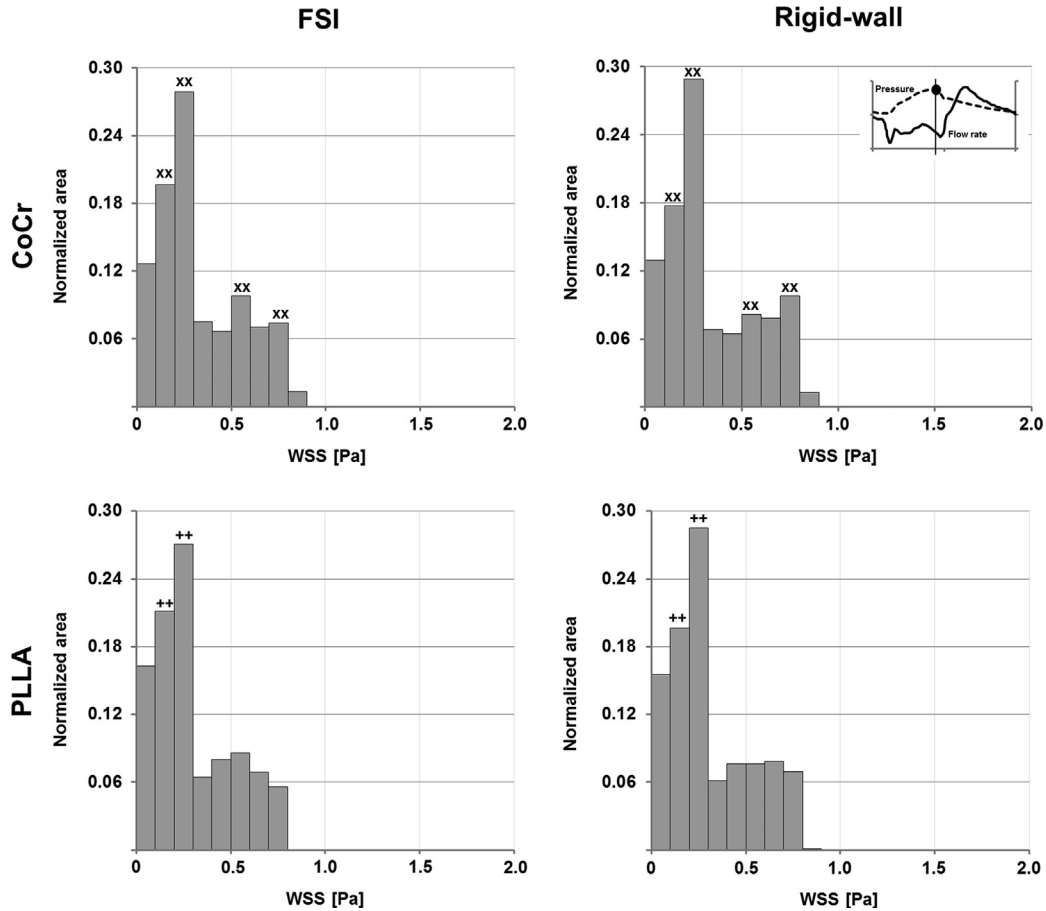 FSI
Rigid-wall
CoCr
Normalized area
0.30
0.24
0.18
0.12
0.06
xx
xx
xx
xx
0
0.5
1.0
1.5
2.0
WSS [Pa]
Normalized area
0.30
0.24
0.18
0.12
0.06
xx
xx
xx
xx
Pressure
Flow rate
0
0.5
1.0
1.5
2.0
WSS [Pa]
PLLA
Normalized area
0.30
0.24
0.18
0.12
0.06
++
++
0
0.5
1.0
1.5
2.0
WSS [Pa]
Normalized area
0.30
0.24
0.18
0.12
0.06
++
++
0
0.5
1.0
1.5
2.0
WSS [Pa]